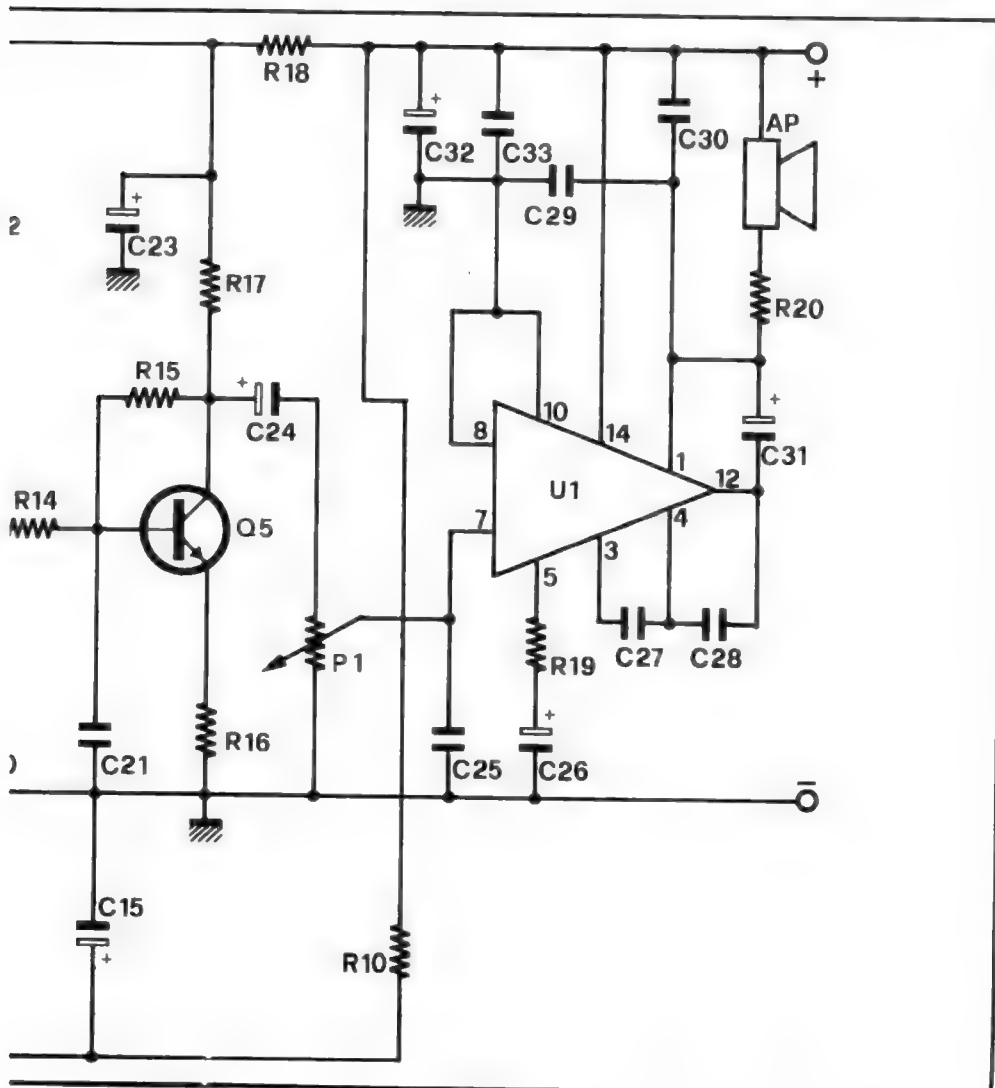 R18
+
AP
+
C32
C33
C30
C29
2
+
C23
R17
R20
R15
+
C24
10
8
14
+
C31
1
12
R14
Q5
U1
7
4
3
5
P1
R19
C27
C28
+
R16
C21
C25
C26
)
–
C15
+
R10